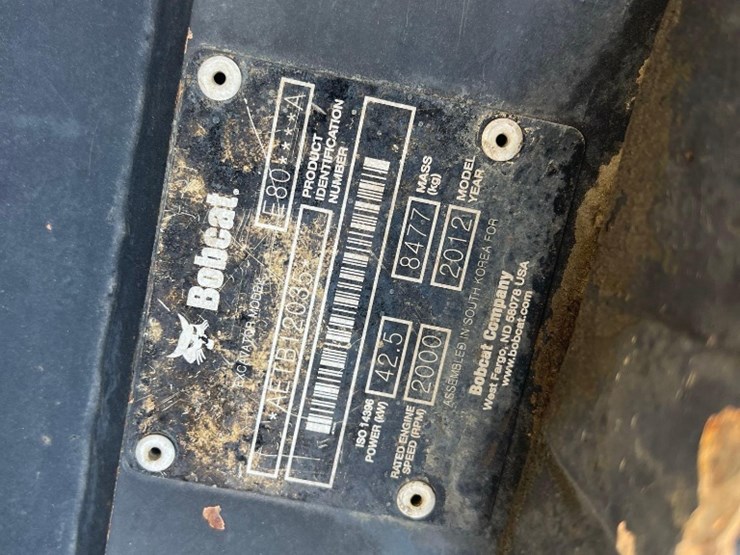 Bobcat®
EXCAVATOR MODEL E80****A
PRODUCT
IDENTIFICATION
NUMBER
ISO 14396
POWER (kW) 42.5
MASS
(kg) 8477
RATED ENGINE
SPEED (RPM) 2000
MODEL
YEAR 2012
ASSEMBLED IN SOUTH KOREA FOR
Bobcat Company
West Fargo, ND 58078 USA
www.bobcat.com